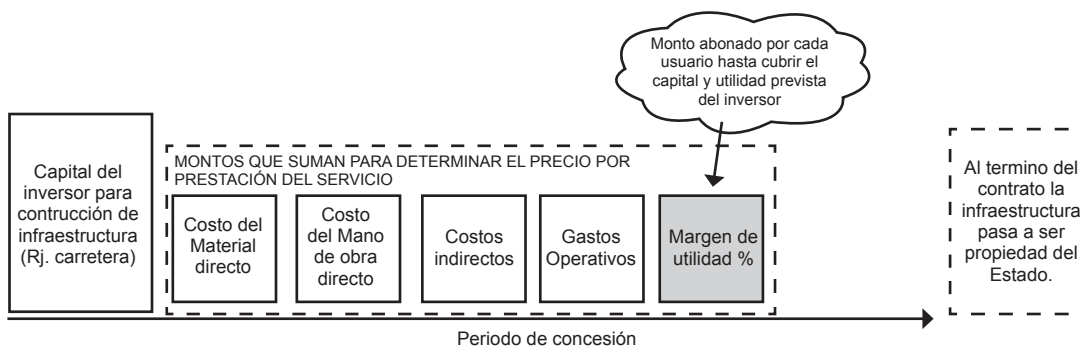 Monto abonado por cada
usuario hasta cubrir el
capital y utilidad prevista
del inversor
Capital del
inversor para
contrucción de
infraestructura
(Rj. carretera)
MONTOS QUE SUMAN PARA DETERMINAR EL PRECIO POR
PRESTACIÓN DEL SERVICIO
Costo del
Material
directo
Costo
del Mano
de obra
directo
Costos
indirectos
Gastos
Operativos
Margen de
utilidad %
Al termino del
contrato la
infraestructura
pasa a ser
propiedad del
Estado.
Periodo de concesión